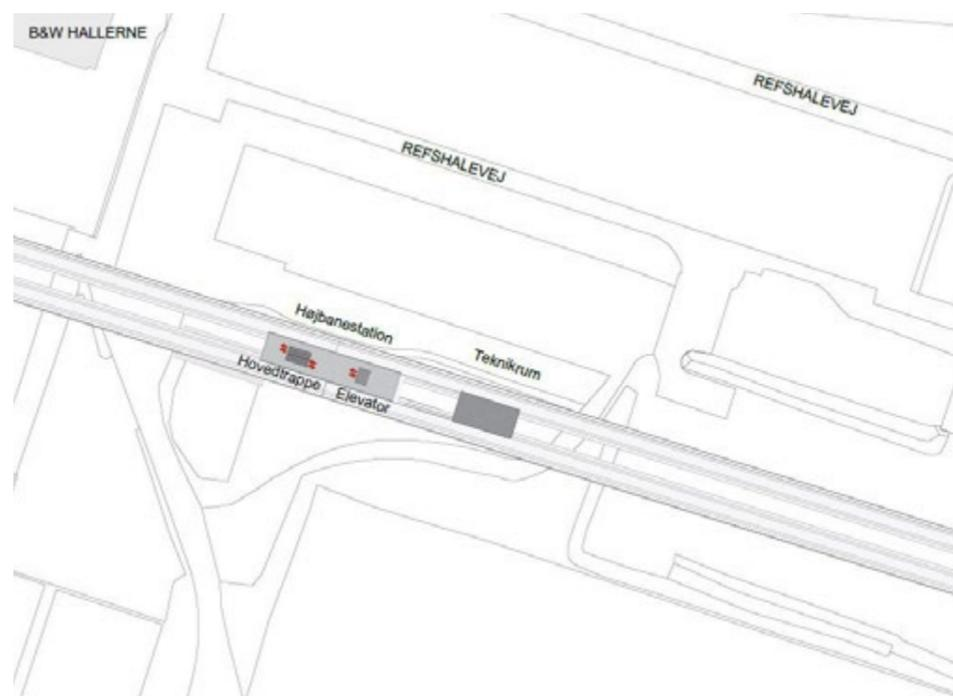 B&W HALLERNE
REFSHALEVEJ
REFSHALEVEJ
Højbanestation
Teknikrum
Hovedtrappe
Elevator